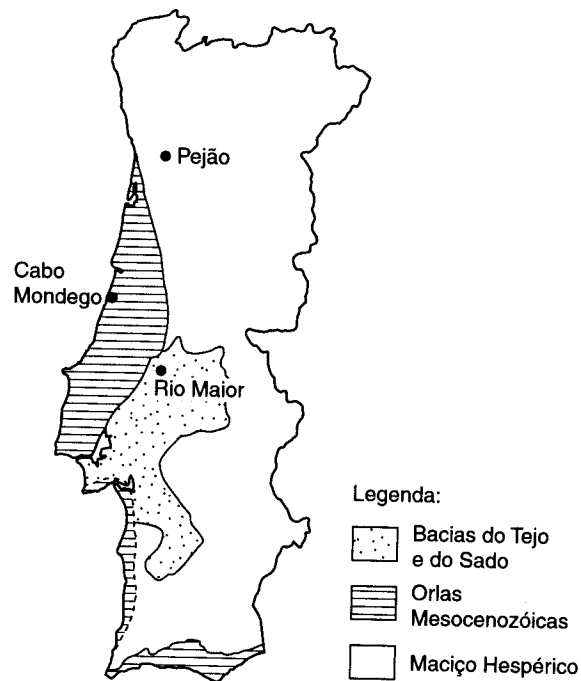 Pejão
Cabo
Mondego
Rio Maior
Legenda:
Bacias do Tejo
e do Sado
Orlas
Mesocenozóicas
Maciço Hespérico